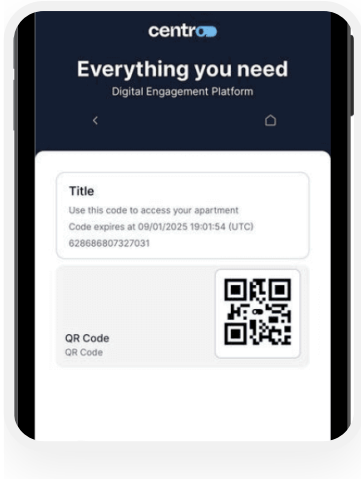 centro
Everything you need
Digital Engagement Platform
Title
Use this code to access your apartment
Code expires at 09/01/2025 19:01:54 (UTC)
628686807327031
QR Code
QR Code